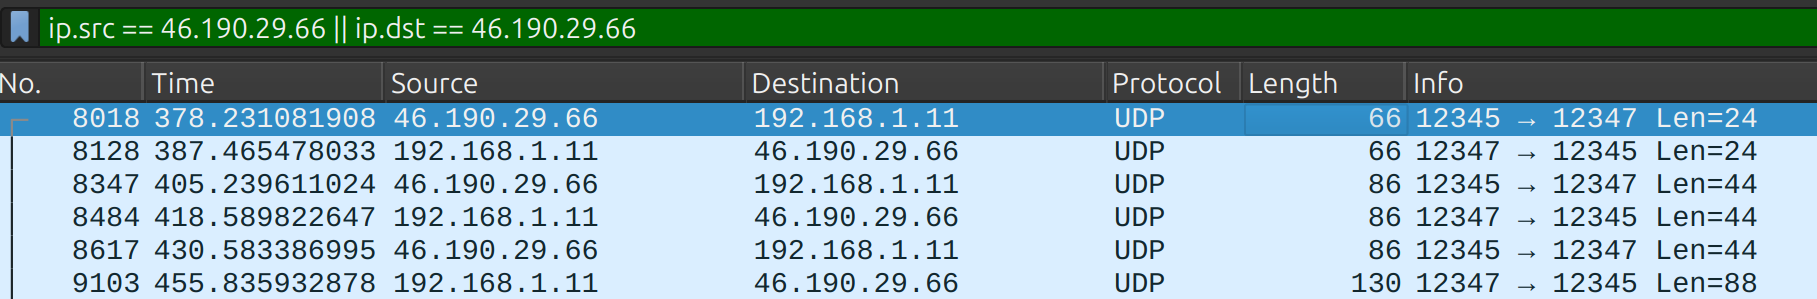 ip.src == 46.190.29.66 || ip.dst == 46.190.29.66
No. Time Source Destination Protocol Length Info
8018 378.231081908 46.190.29.66 192.168.1.11 UDP 66 12345 → 12347 Len=24
8128 387.465478033 192.168.1.11 46.190.29.66 UDP 66 12347 → 12345 Len=24
8347 405.239611024 46.190.29.66 192.168.1.11 UDP 86 12345 → 12347 Len=44
8484 418.589822647 192.168.1.11 46.190.29.66 UDP 86 12347 → 12345 Len=44
8617 430.583386995 46.190.29.66 192.168.1.11 UDP 86 12345 → 12347 Len=44
9103 455.835932878 192.168.1.11 46.190.29.66 UDP 130 12347 → 12345 Len=88